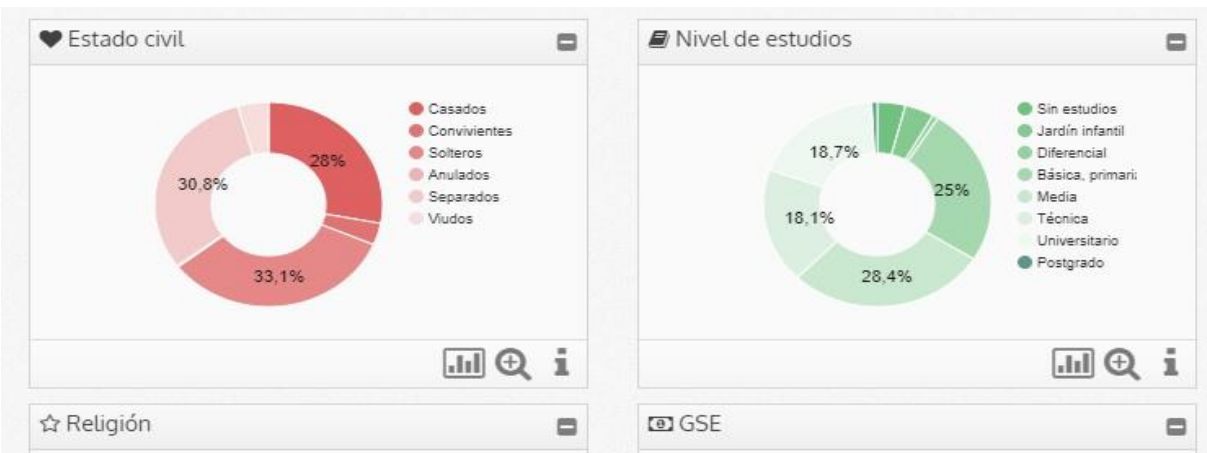 Estado civil
28%
30,8%
33,1%
Casados
Convivientes
Solteros
Anulados
Separados
Viudos
Nivel de estudios
18,7%
25%
18,1%
28,4%
Sin estudios
Jardín infantil
Diferencial
Básica, primari
Media
Técnica
Universitario
Postgrado
Religión
GSE